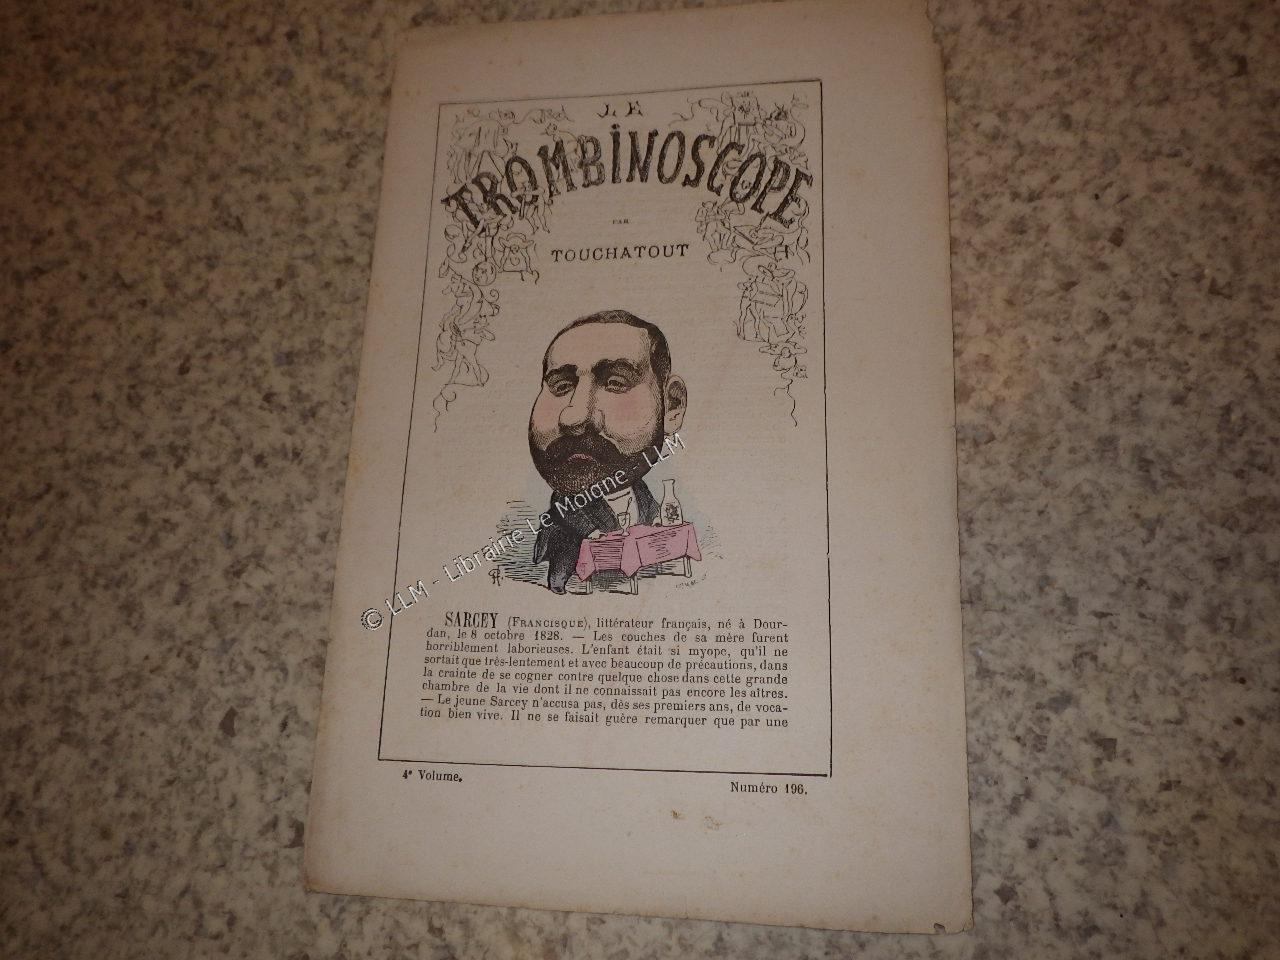 LE
TROMBINOSCOPE
PAR
TOUCHATOUT
© LLM - Librairie Le Moigne - LLM
SARCEY (FRANCISQUE), littérateur français, né à Dour-
dan, le 8 octobre 1828. — Les couches de sa mère furent
horriblement laborieuses. L'enfant était si myope, qu'il ne
sortait que très-lentement et avec beaucoup de précautions, dans
la crainte de se cogner contre quelque chose dans cette grande
chambre de la vie dont il ne connaissait pas encore les aîtres.
— Le jeune Sarcey n'accusa pas, dès ses premiers ans, de voca-
tion bien vive. Il ne se faisait guère remarquer que par une
4e Volume.
Numéro 196.